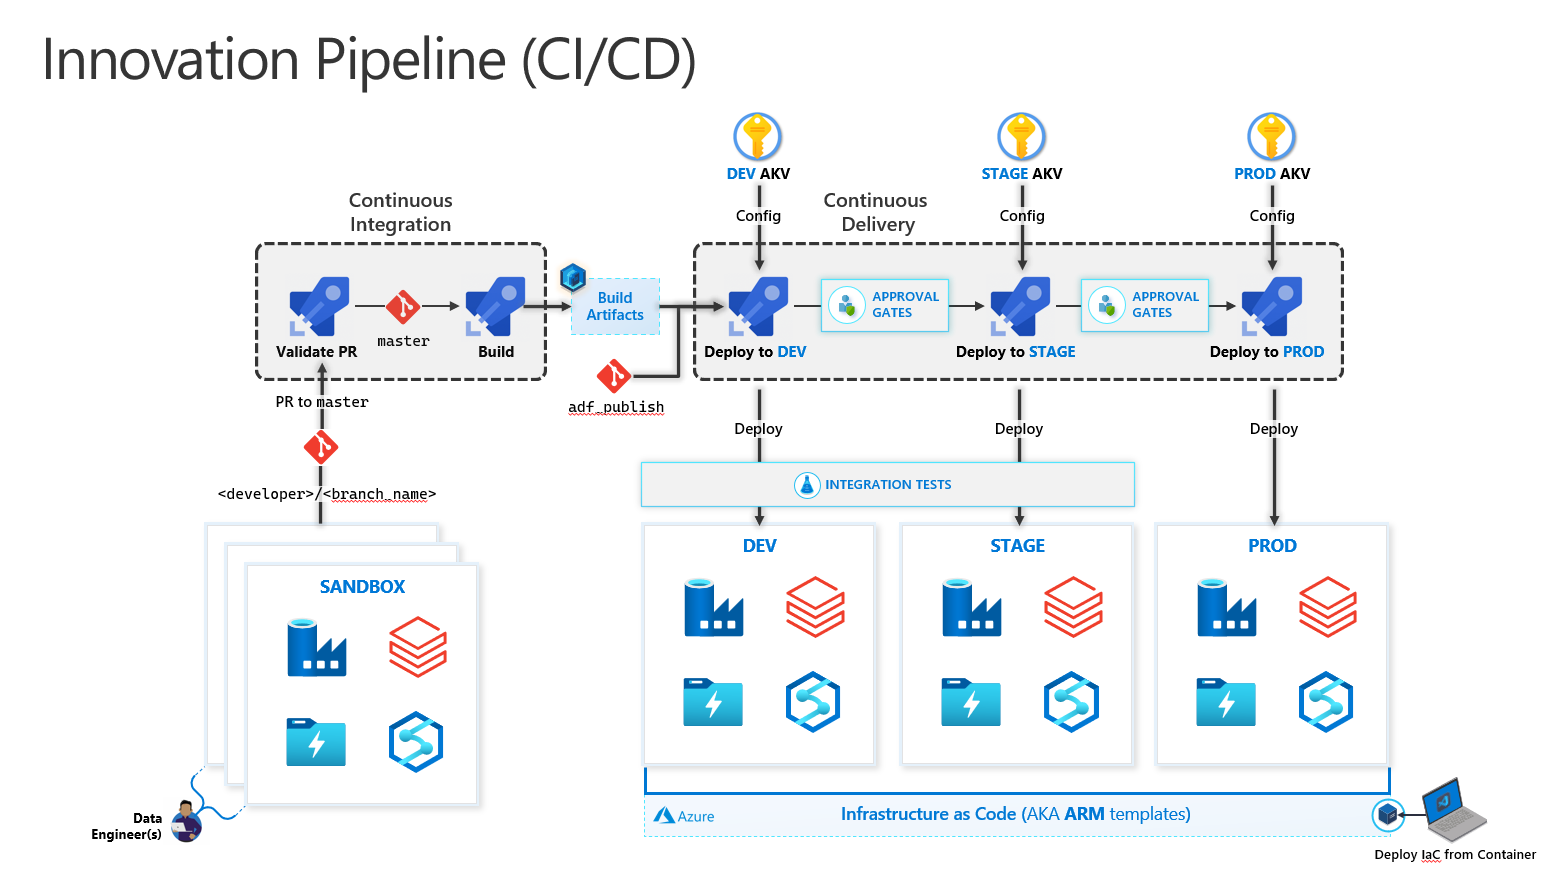 Innovation Pipeline (CI/CD)
DEV AKV
STAGE AKV
PROD AKV
Config
Config
Config
Continuous
Integration
Continuous
Delivery
Validate PR
master
Build
Build
Artifacts
adf_publish
Deploy to DEV
APPROVAL
GATES
Deploy to STAGE
APPROVAL
GATES
Deploy to PROD
PR to master
<developer>/<branch_name>
Deploy
Deploy
Deploy
INTEGRATION TESTS
SANDBOX
DEV
STAGE
PROD
Data
Engineer(s)
Azure
Infrastructure as Code (AKA ARM templates)
Deploy IaC from Container